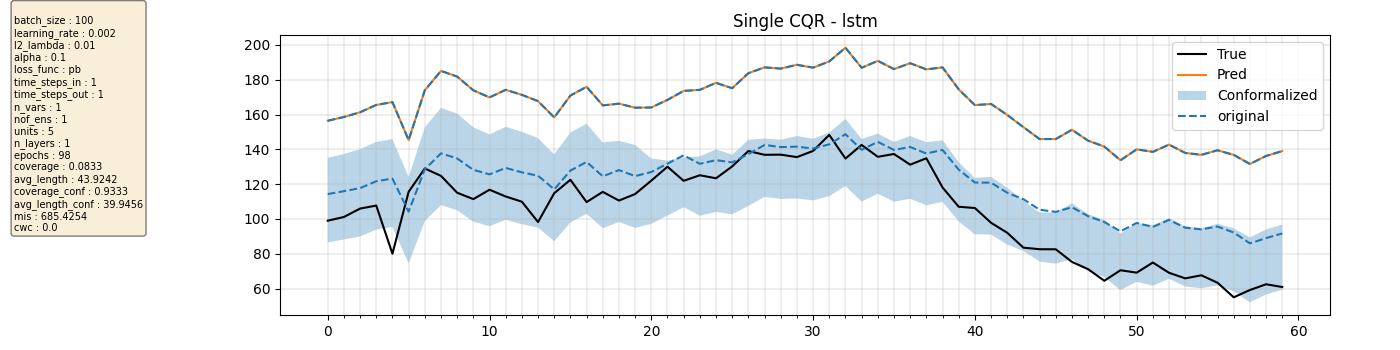 batch_size : 100
learning_rate : 0.002
l2_lambda : 0.01
alpha : 0.1
loss_func : pb
time_steps_in : 1
time_steps_out : 1
n_vars : 1
nof_ens : 1
units : 5
n_layers : 1
epochs : 98
coverage : 0.0833
avg_length : 43.9242
coverage_conf : 0.9333
avg_length_conf : 39.9456
mis : 685.4254
cwc : 0.0
Single CQR - lstm
200
180
160
140
120
100
80
60
True
Pred
Conformalized
original
0 10 20 30 40 50 60